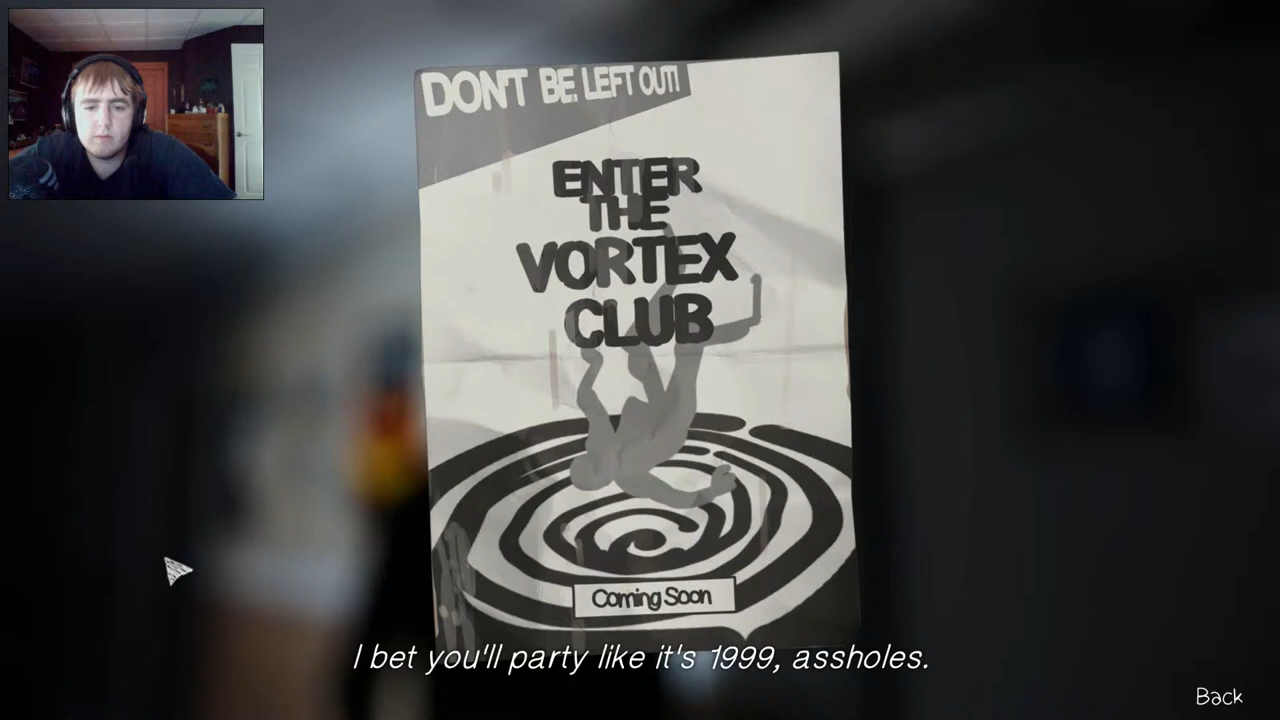 DON'T BE LEFT OUT!
ENTER
THE
VORTEX
CLUB
Coming Soon
I bet you'll party like it's 1999, assholes.
Back